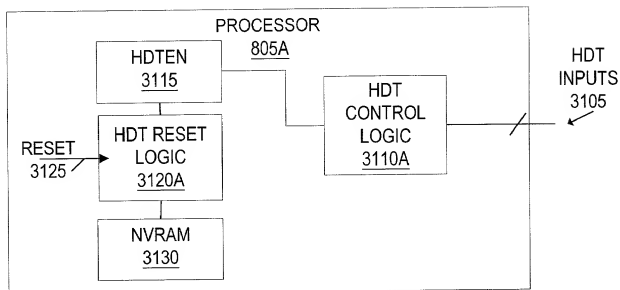 PROCESSOR
805A
HDTEN
3115
HDT
CONTROL
LOGIC
3110A
HDT
INPUTS
3105
RESET
3125
HDT RESET
LOGIC
3120A
NVRAM
3130